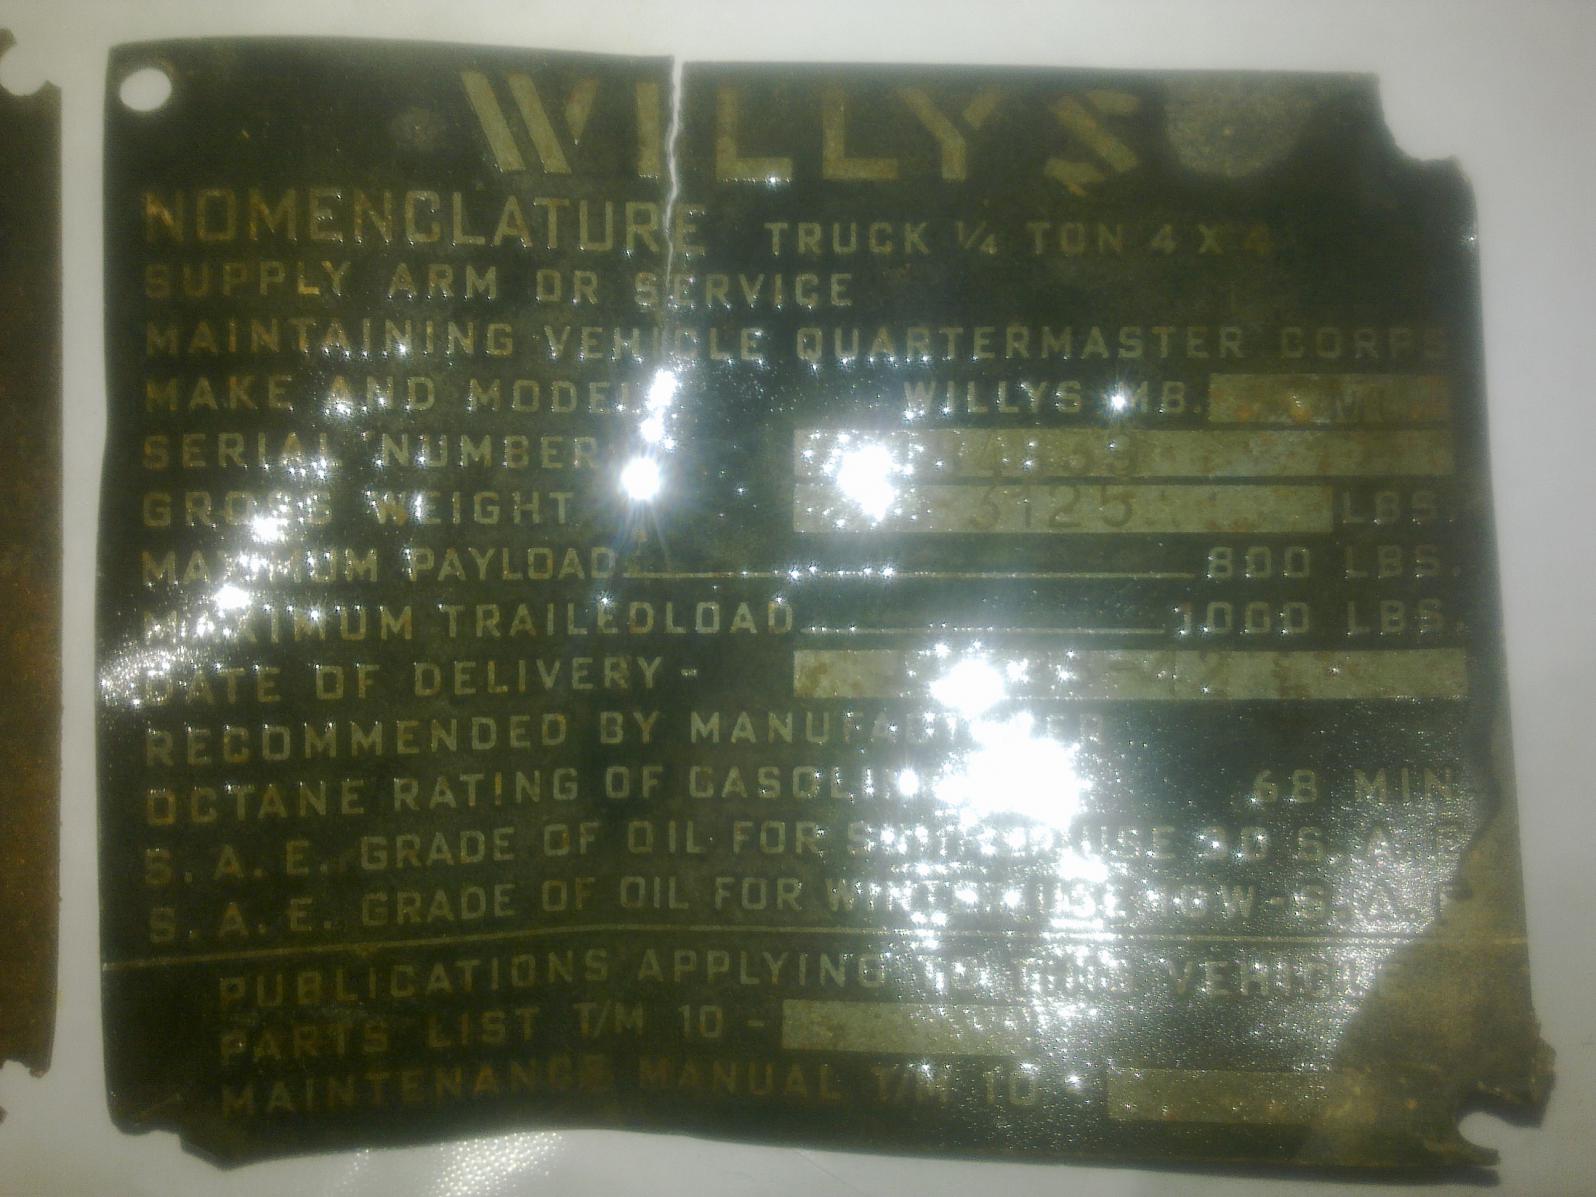 WILLYS
NOMENCLATURE TRUCK 1/4 TON 4 X 4
SUPPLY ARM OR SERVICE
MAINTAINING VEHICLE QUARTERMASTER CORPS
MAKE AND MODEL WILLYS MB.
SERIAL NUMBER
GROSS WEIGHT 3125 LBS.
MAXIMUM PAYLOAD 800 LBS.
MAXIMUM TRAILEDLOAD 1000 LBS.
DATE OF DELIVERY - -42
RECOMMENDED BY MANUFACTURER
OCTANE RATING OF GASOLINE 68 MIN
S. A. E. GRADE OF OIL FOR SUMMER USE 30 S. A. E
S. A. E. GRADE OF OIL FOR WINTER USE 10W-S. A. E
PUBLICATIONS APPLYING TO THIS VEHICLE
PARTS LIST T/M 10 -
MAINTENANCE MANUAL T/M 10